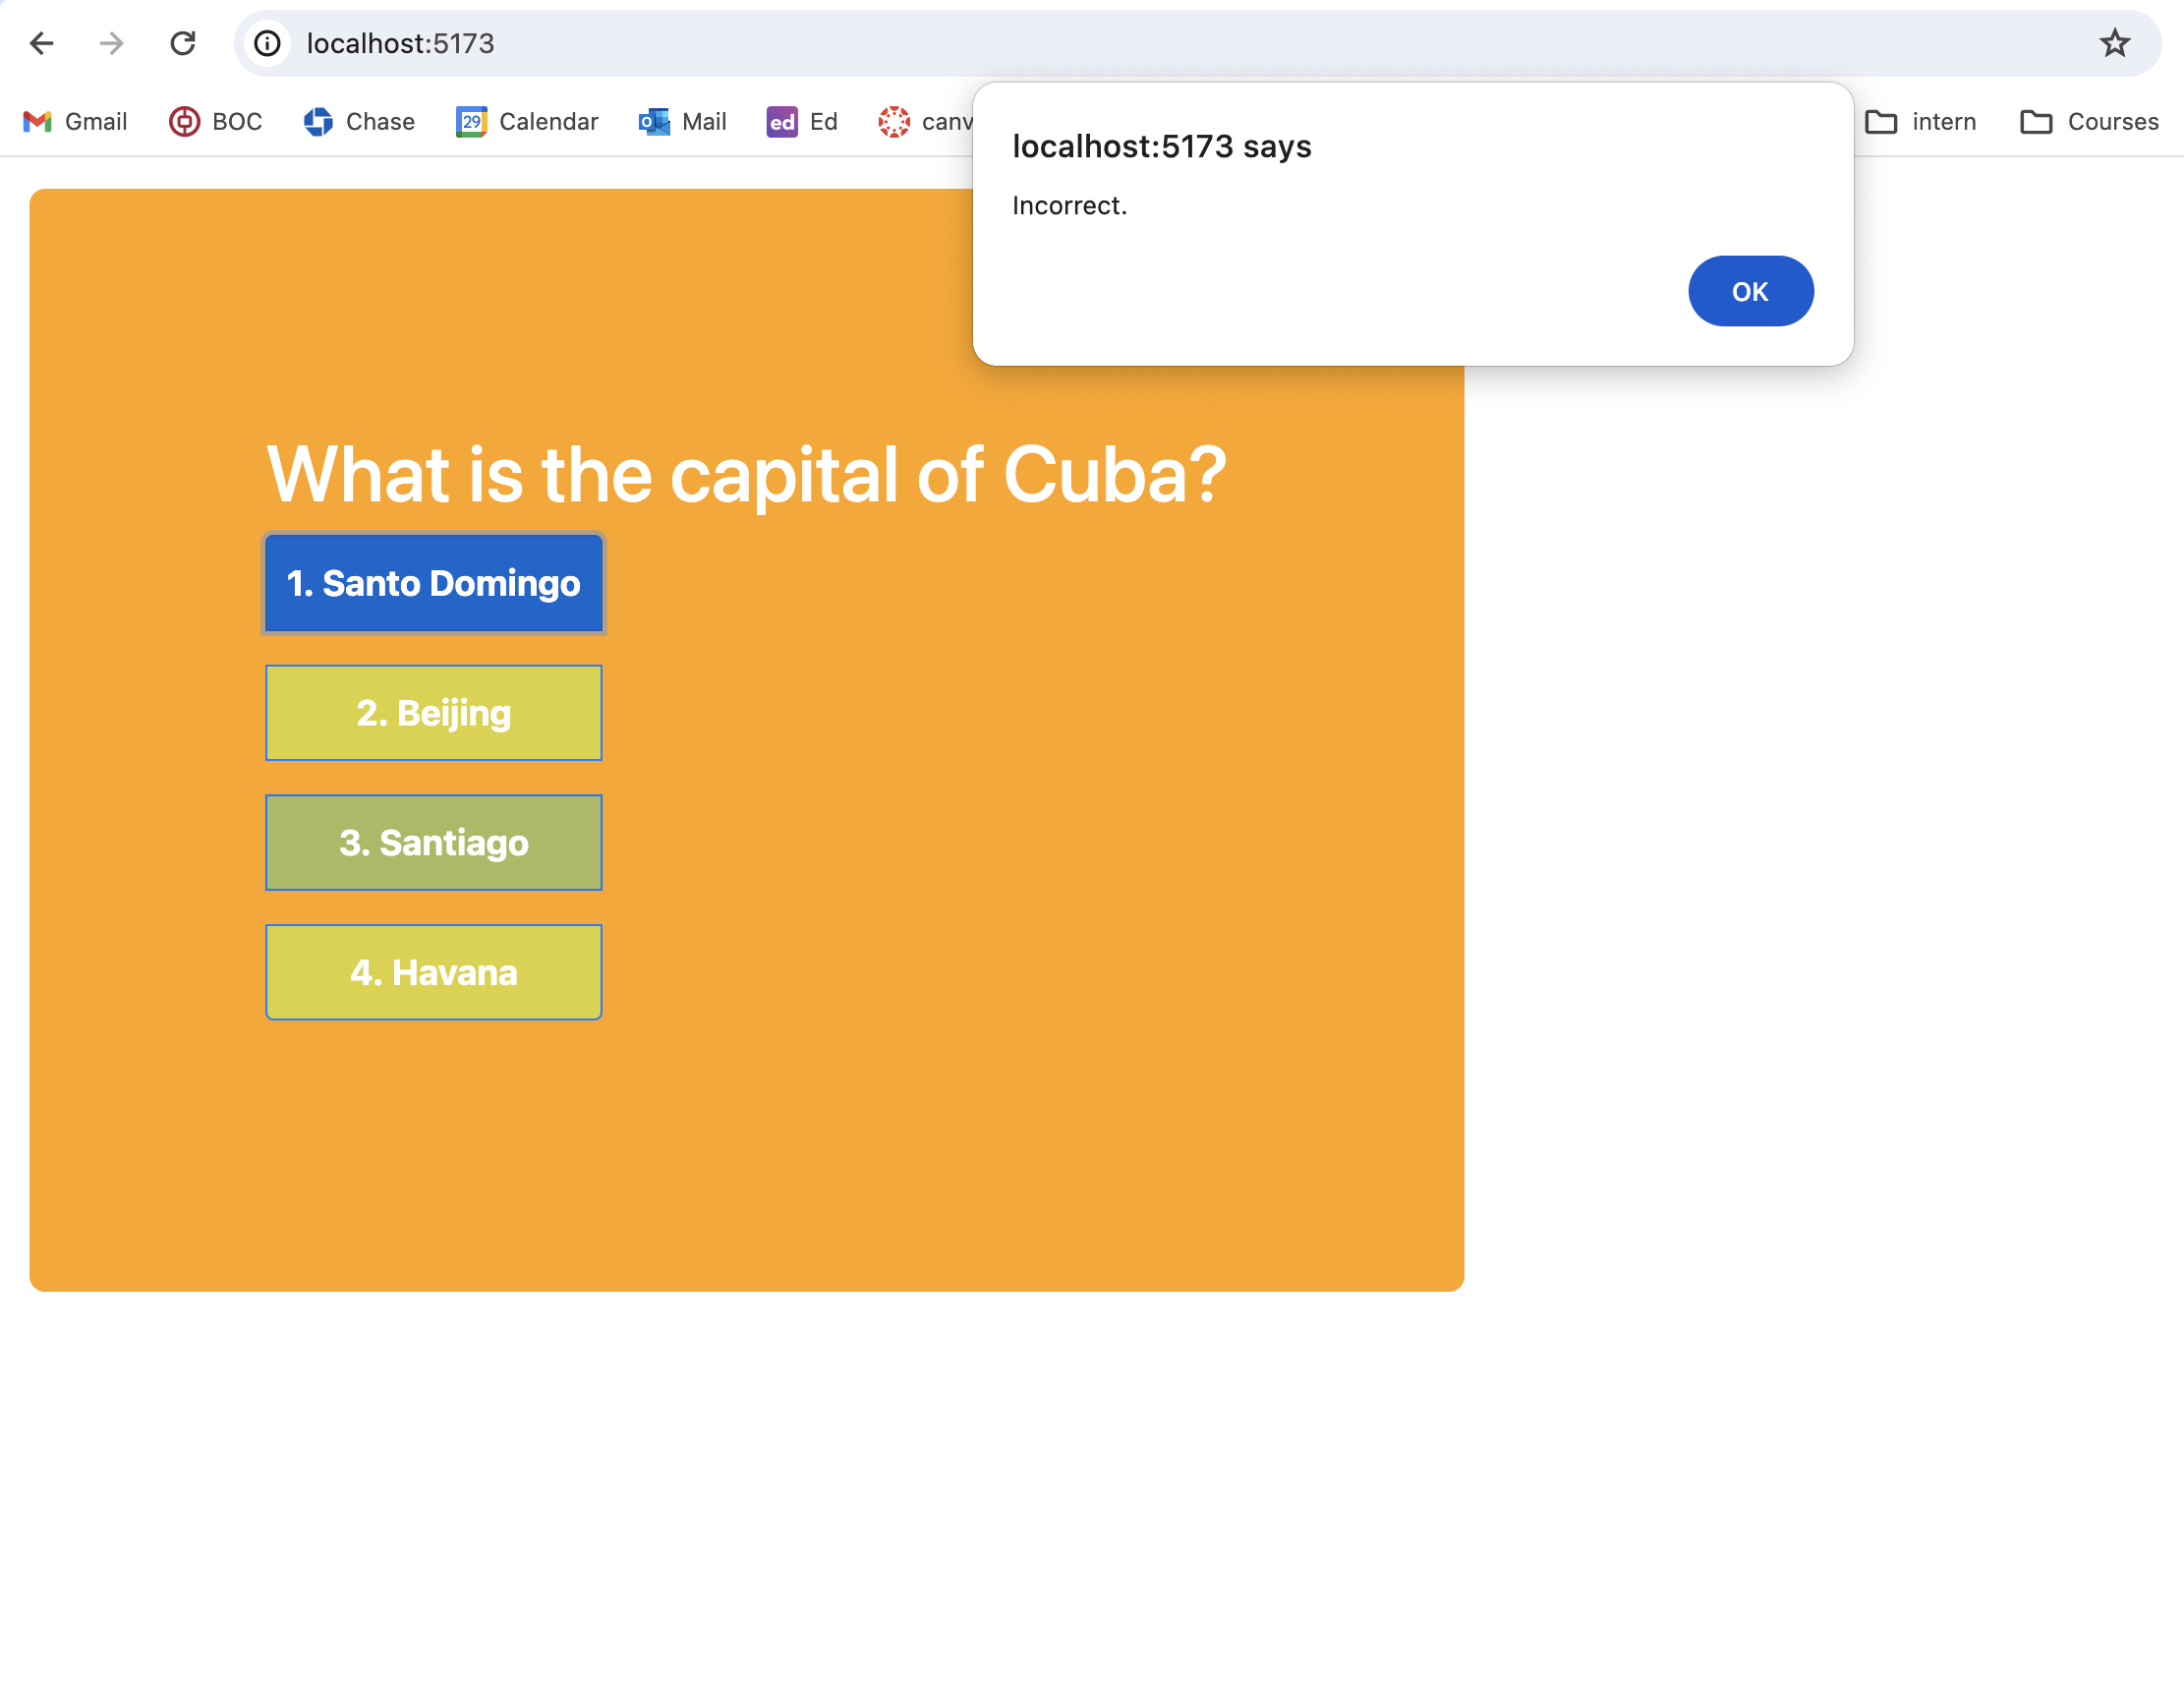 localhost:5173
Gmail BOC Chase 29 Calendar Mail ed Ed canv intern Courses
localhost:5173 says
Incorrect.
OK
What is the capital of Cuba?
1. Santo Domingo
2. Beijing
3. Santiago
4. Havana